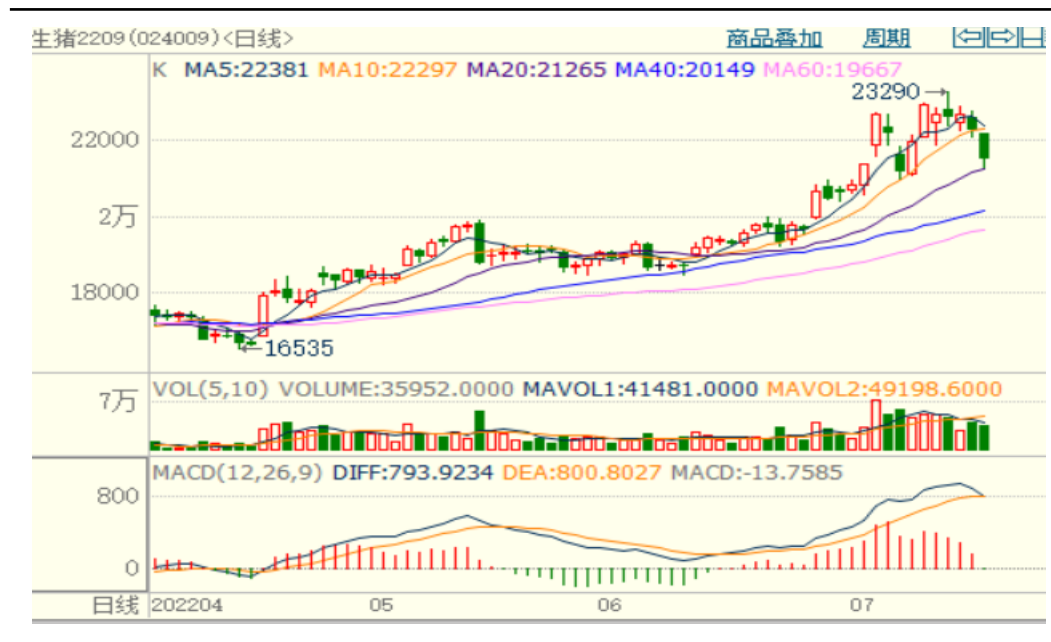 生猪2209(024009)<日线> 商品叠加 周期
K MA5:22381 MA10:22297 MA20:21265 MA40:20149 MA60:19667
23290
22000
2万
18000
16535
VOL(5,10) VOLUME:35952.0000 MAVOL1:41481.0000 MAVOL2:49198.6000
7万
MACD(12,26,9) DIFF:793.9234 DEA:800.8027 MACD:-13.7585
800
0
日线 202204 05 06 07